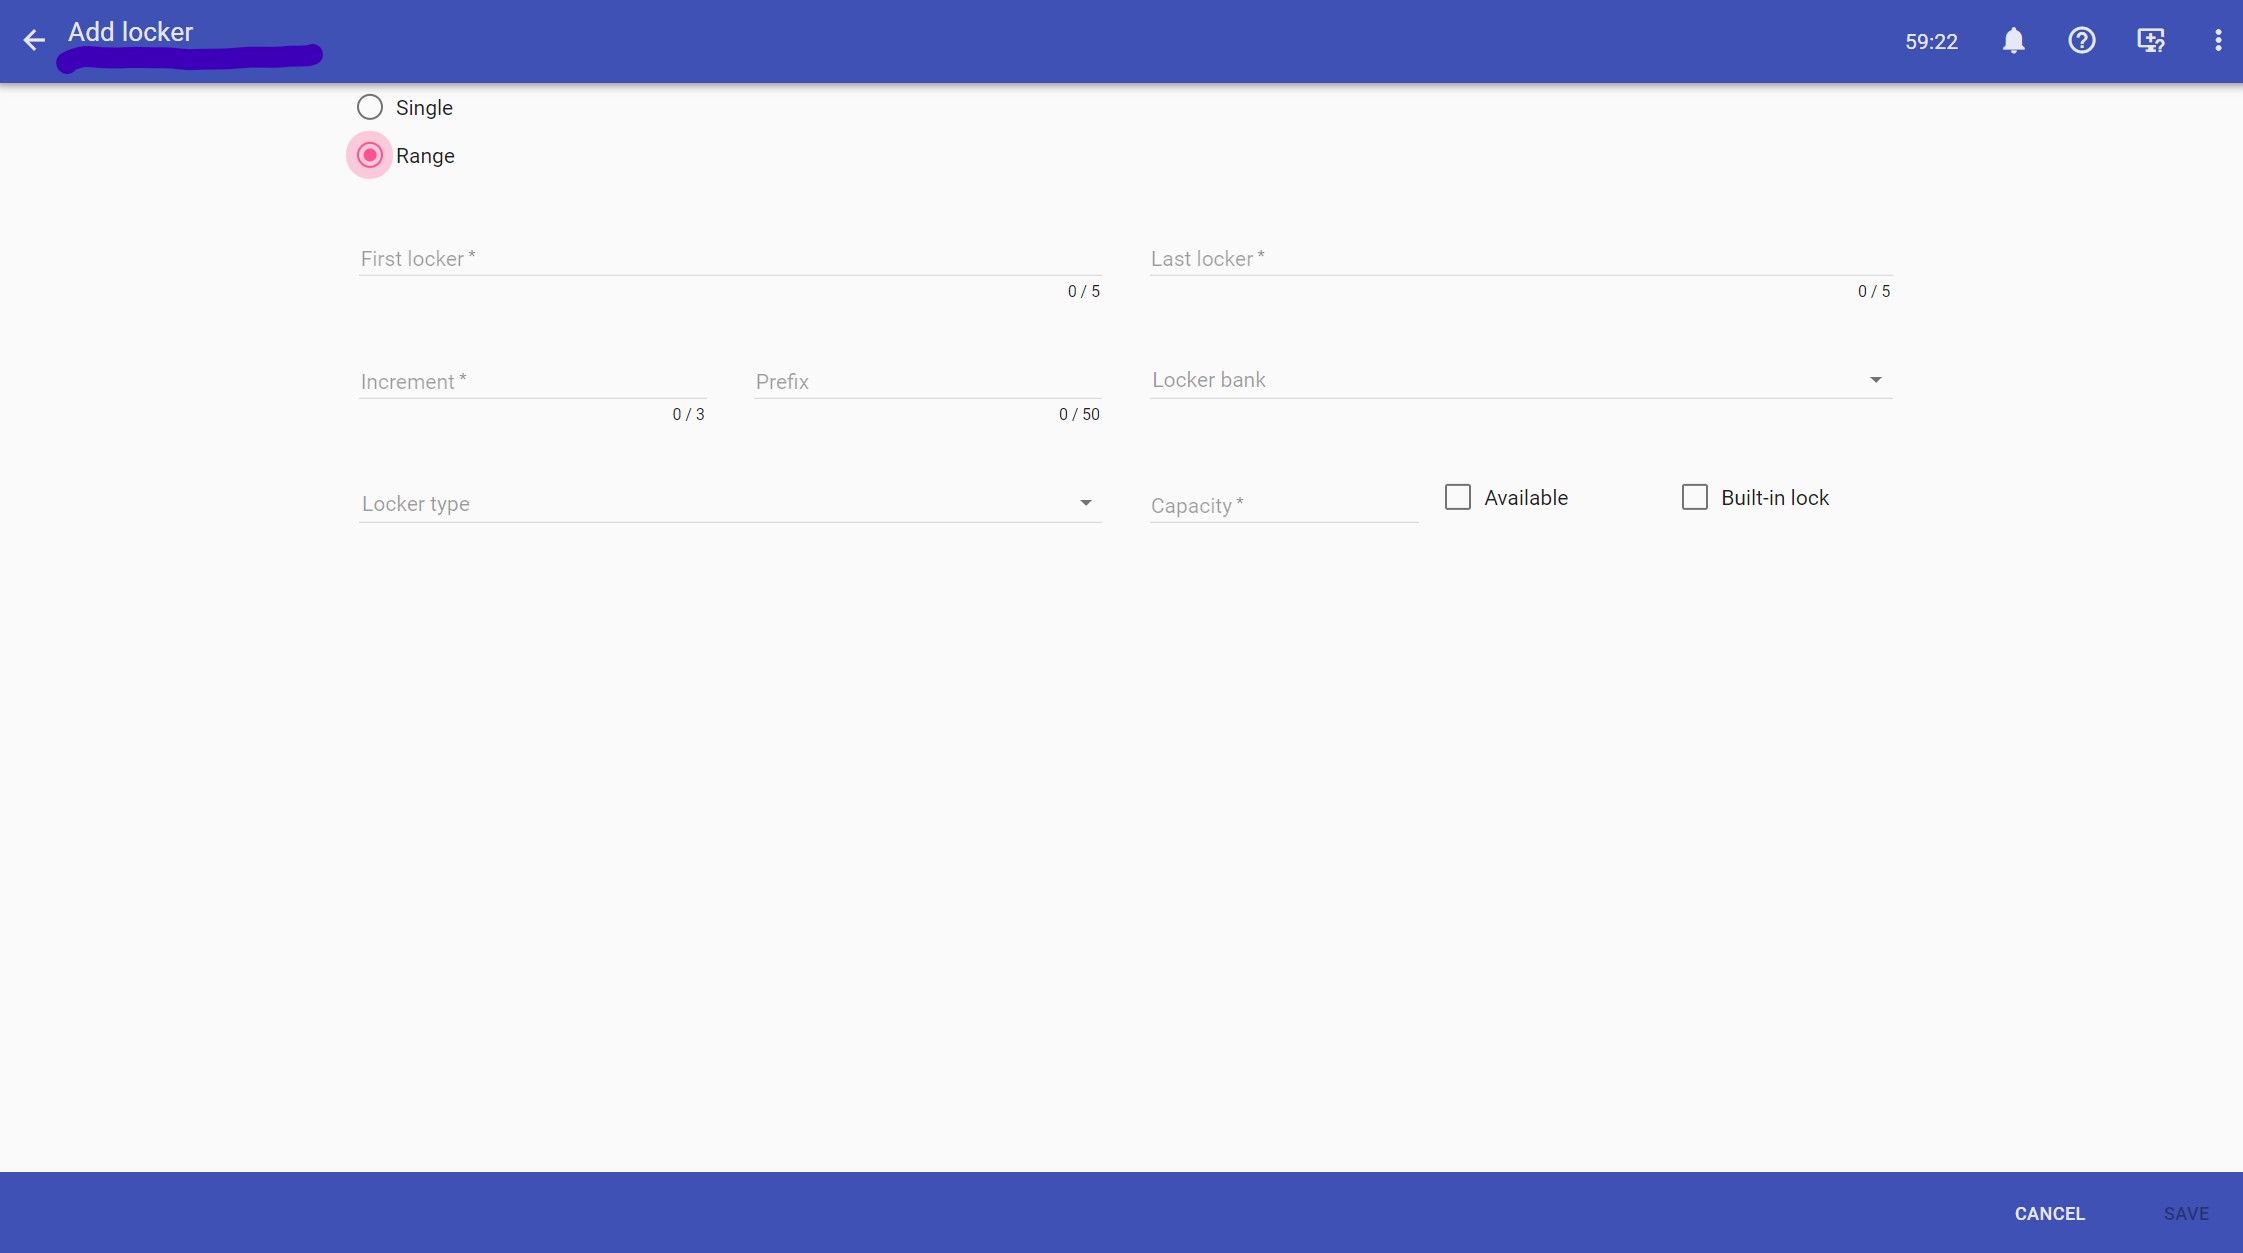 Add locker
59:22
Single
Range
First locker *
0 / 5
Last locker *
0 / 5
Increment *
0 / 3
Prefix
0 / 50
Locker bank
Locker type
Capacity *
Available
Built-in lock
CANCEL
SAVE